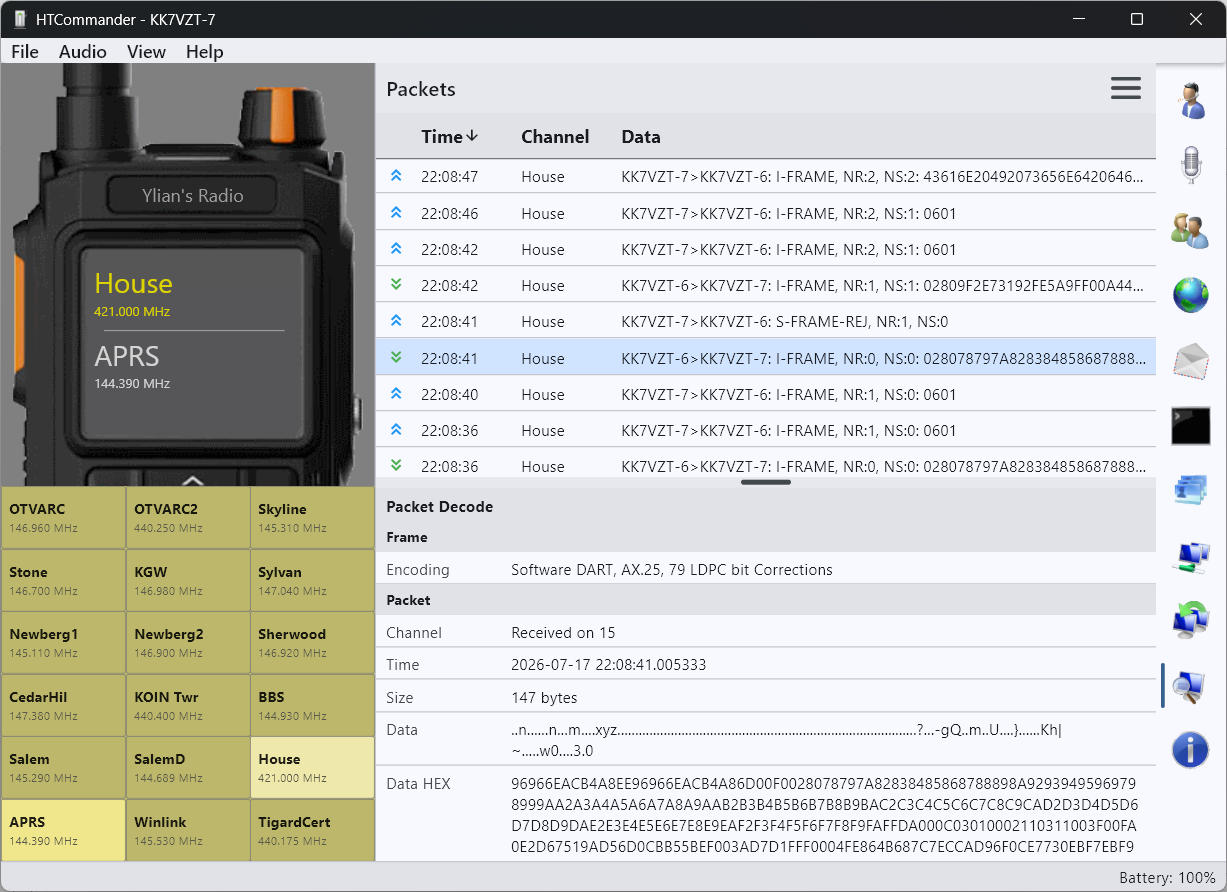 HTCommander - KK7VZT-7
File Audio View Help
Ylian's Radio
House
421.000 MHz
APRS
144.390 MHz
OTVARC OTVARC2 Skyline
146.960 MHz 440.250 MHz 145.310 MHz
Stone KGW Sylvan
146.700 MHz 146.980 MHz 147.040 MHz
Newberg1 Newberg2 Sherwood
145.110 MHz 146.900 MHz 146.920 MHz
CedarHil KOIN Twr BBS
147.380 MHz 440.400 MHz 144.930 MHz
Salem SalemD House
145.290 MHz 144.689 MHz 421.000 MHz
APRS Winlink TigardCert
144.390 MHz 145.530 MHz 440.175 MHz
Packets
Time Channel Data
22:08:47 House KK7VZT-7>KK7VZT-6: I-FRAME, NR:2, NS:2: 43616E20492073656E6420646...
22:08:46 House KK7VZT-7>KK7VZT-6: I-FRAME, NR:2, NS:1: 0601
22:08:42 House KK7VZT-7>KK7VZT-6: I-FRAME, NR:2, NS:1: 0601
22:08:42 House KK7VZT-6>KK7VZT-7: I-FRAME, NR:1, NS:1: 02809F2E73192FE5A9FF00A44...
22:08:41 House KK7VZT-7>KK7VZT-6: S-FRAME-REJ, NR:1, NS:0
22:08:41 House KK7VZT-6>KK7VZT-7: I-FRAME, NR:0, NS:0: 028078797A828384858687888...
22:08:40 House KK7VZT-7>KK7VZT-6: I-FRAME, NR:1, NS:0: 0601
22:08:36 House KK7VZT-7>KK7VZT-6: I-FRAME, NR:1, NS:0: 0601
22:08:36 House KK7VZT-6>KK7VZT-7: I-FRAME, NR:0, NS:0: 028078797A828384858687888...
Packet Decode
Frame
Encoding Software DART, AX.25, 79 LDPC bit Corrections
Packet
Channel Received on 15
Time 2026-07-17 22:08:41.005333
Size 147 bytes
Data ..n......n...m....xyz...................................................................................?...-gQ..m..U....}......Kh|
~.....w0....3.0
Data HEX 96966EACB4A8EE96966EACB4A86D00F0028078797A82838485868788898A9293949596979
8999AA2A3A4A5A6A7A8A9AAB2B3B4B5B6B7B8B9BAC2C3C4C5C6C7C8C9CAD2D3D4D5D6
D7D8D9DAE2E3E4E5E6E7E8E9EAF2F3F4F5F6F7F8F9FAFFDA000C03010002110311003F00FA
0E2D67519AD56D0CBB55BEF003AD7D1FFF0004FE864B687C7ECCAD96F0CE7730EBF7EBF9
Battery: 100%